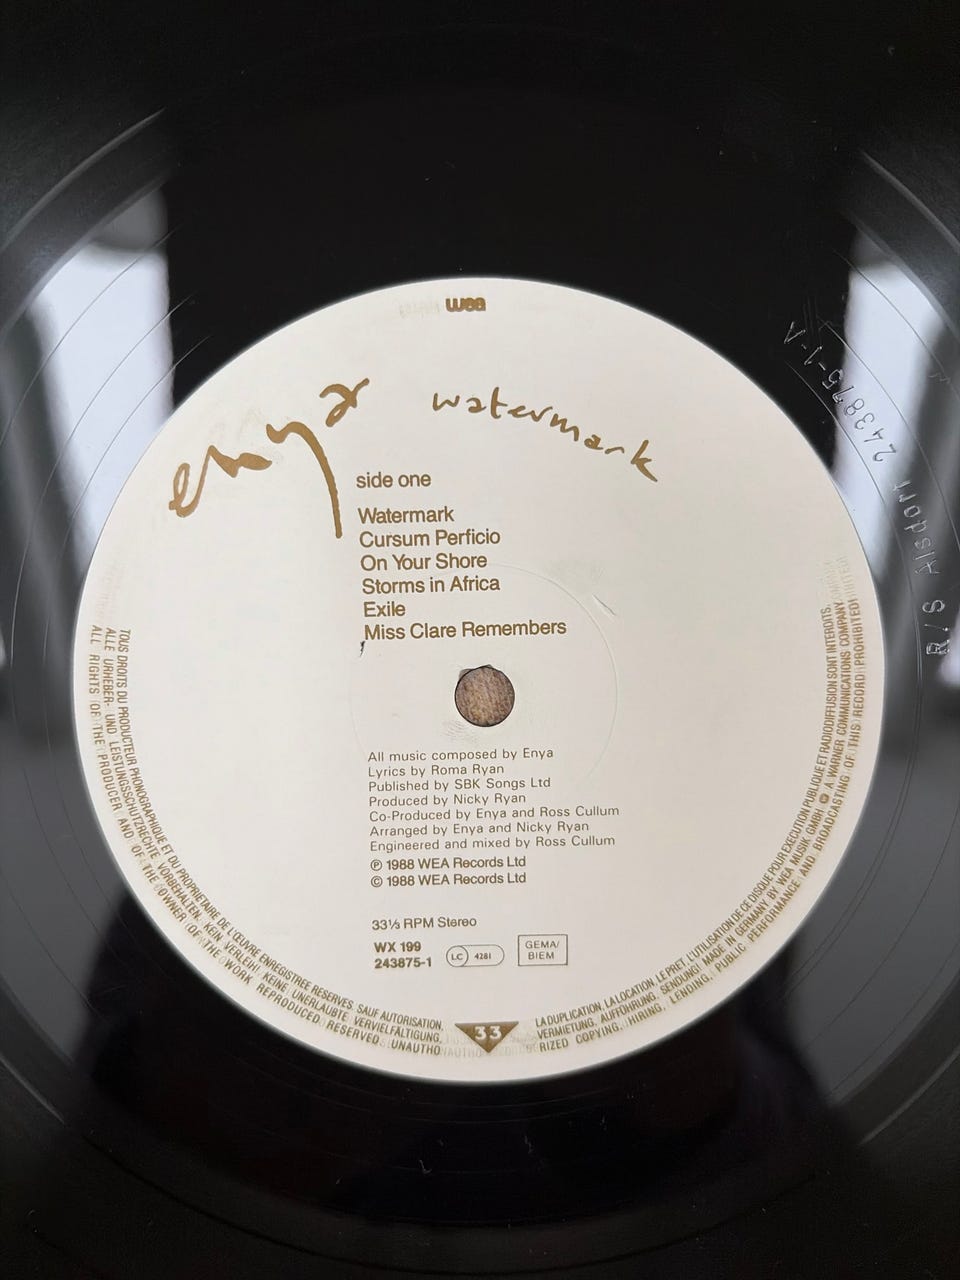 wea
enya
watermark
side one
Watermark
Cursum Perficio
On Your Shore
Storms in Africa
Exile
Miss Clare Remembers
All music composed by Enya
Lyrics by Roma Ryan
Published by SBK Songs Ltd
Produced by Nicky Ryan
Co-Produced by Enya and Ross Cullum
Arranged by Enya and Nicky Ryan
Engineered and mixed by Ross Cullum
℗ 1988 WEA Records Ltd
© 1988 WEA Records Ltd
33⅓ RPM Stereo
WX 199
243875-1
LC 4281
GEMA/
BIEM
33
TOUS DROITS DU PRODUCTEUR PHONOGRAPHIQUE ET DU PROPRIETAIRE DE L'ŒUVRE ENREGISTREE RESERVES. SAUF AUTORISATION, LA DUPLICATION, LA LOCATION, LE PRET, L'UTILISATION DE CE DISQUE POUR EXECUTION PUBLIQUE ET RADIODIFFUSION SONT INTERDITS.
ALLE URHEBER- UND LEISTUNGSSCHUTZRECHTE VORBEHALTEN. KEIN VERLEIH! KEINE UNERLAUBTE VERVIELFÄLTIGUNG, VERMIETUNG, AUFFÜHRUNG, SENDUNG! MADE IN GERMANY BY WEA MUSIK GMBH A WARNER COMMUNICATIONS COMPANY
ALL RIGHTS OF THE PRODUCER AND OF THE OWNER OF THE WORK REPRODUCED RESERVED. UNAUTHORIZED COPYING, HIRING, LENDING, PUBLIC PERFORMANCE AND BROADCASTING OF THIS RECORD PROHIBITED!
R/S Alsdorf 243875-1-A